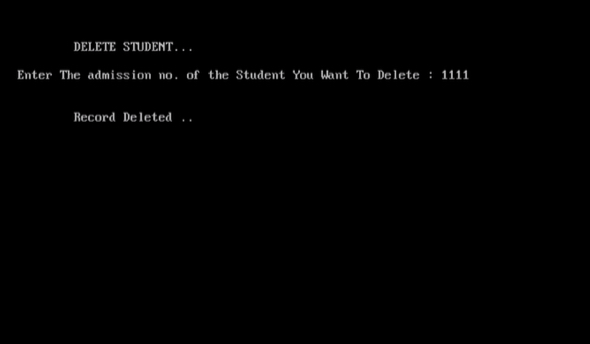 DELETE STUDENT...
Enter The admission no. of the Student You Want To Delete : 1111
Record Deleted ..